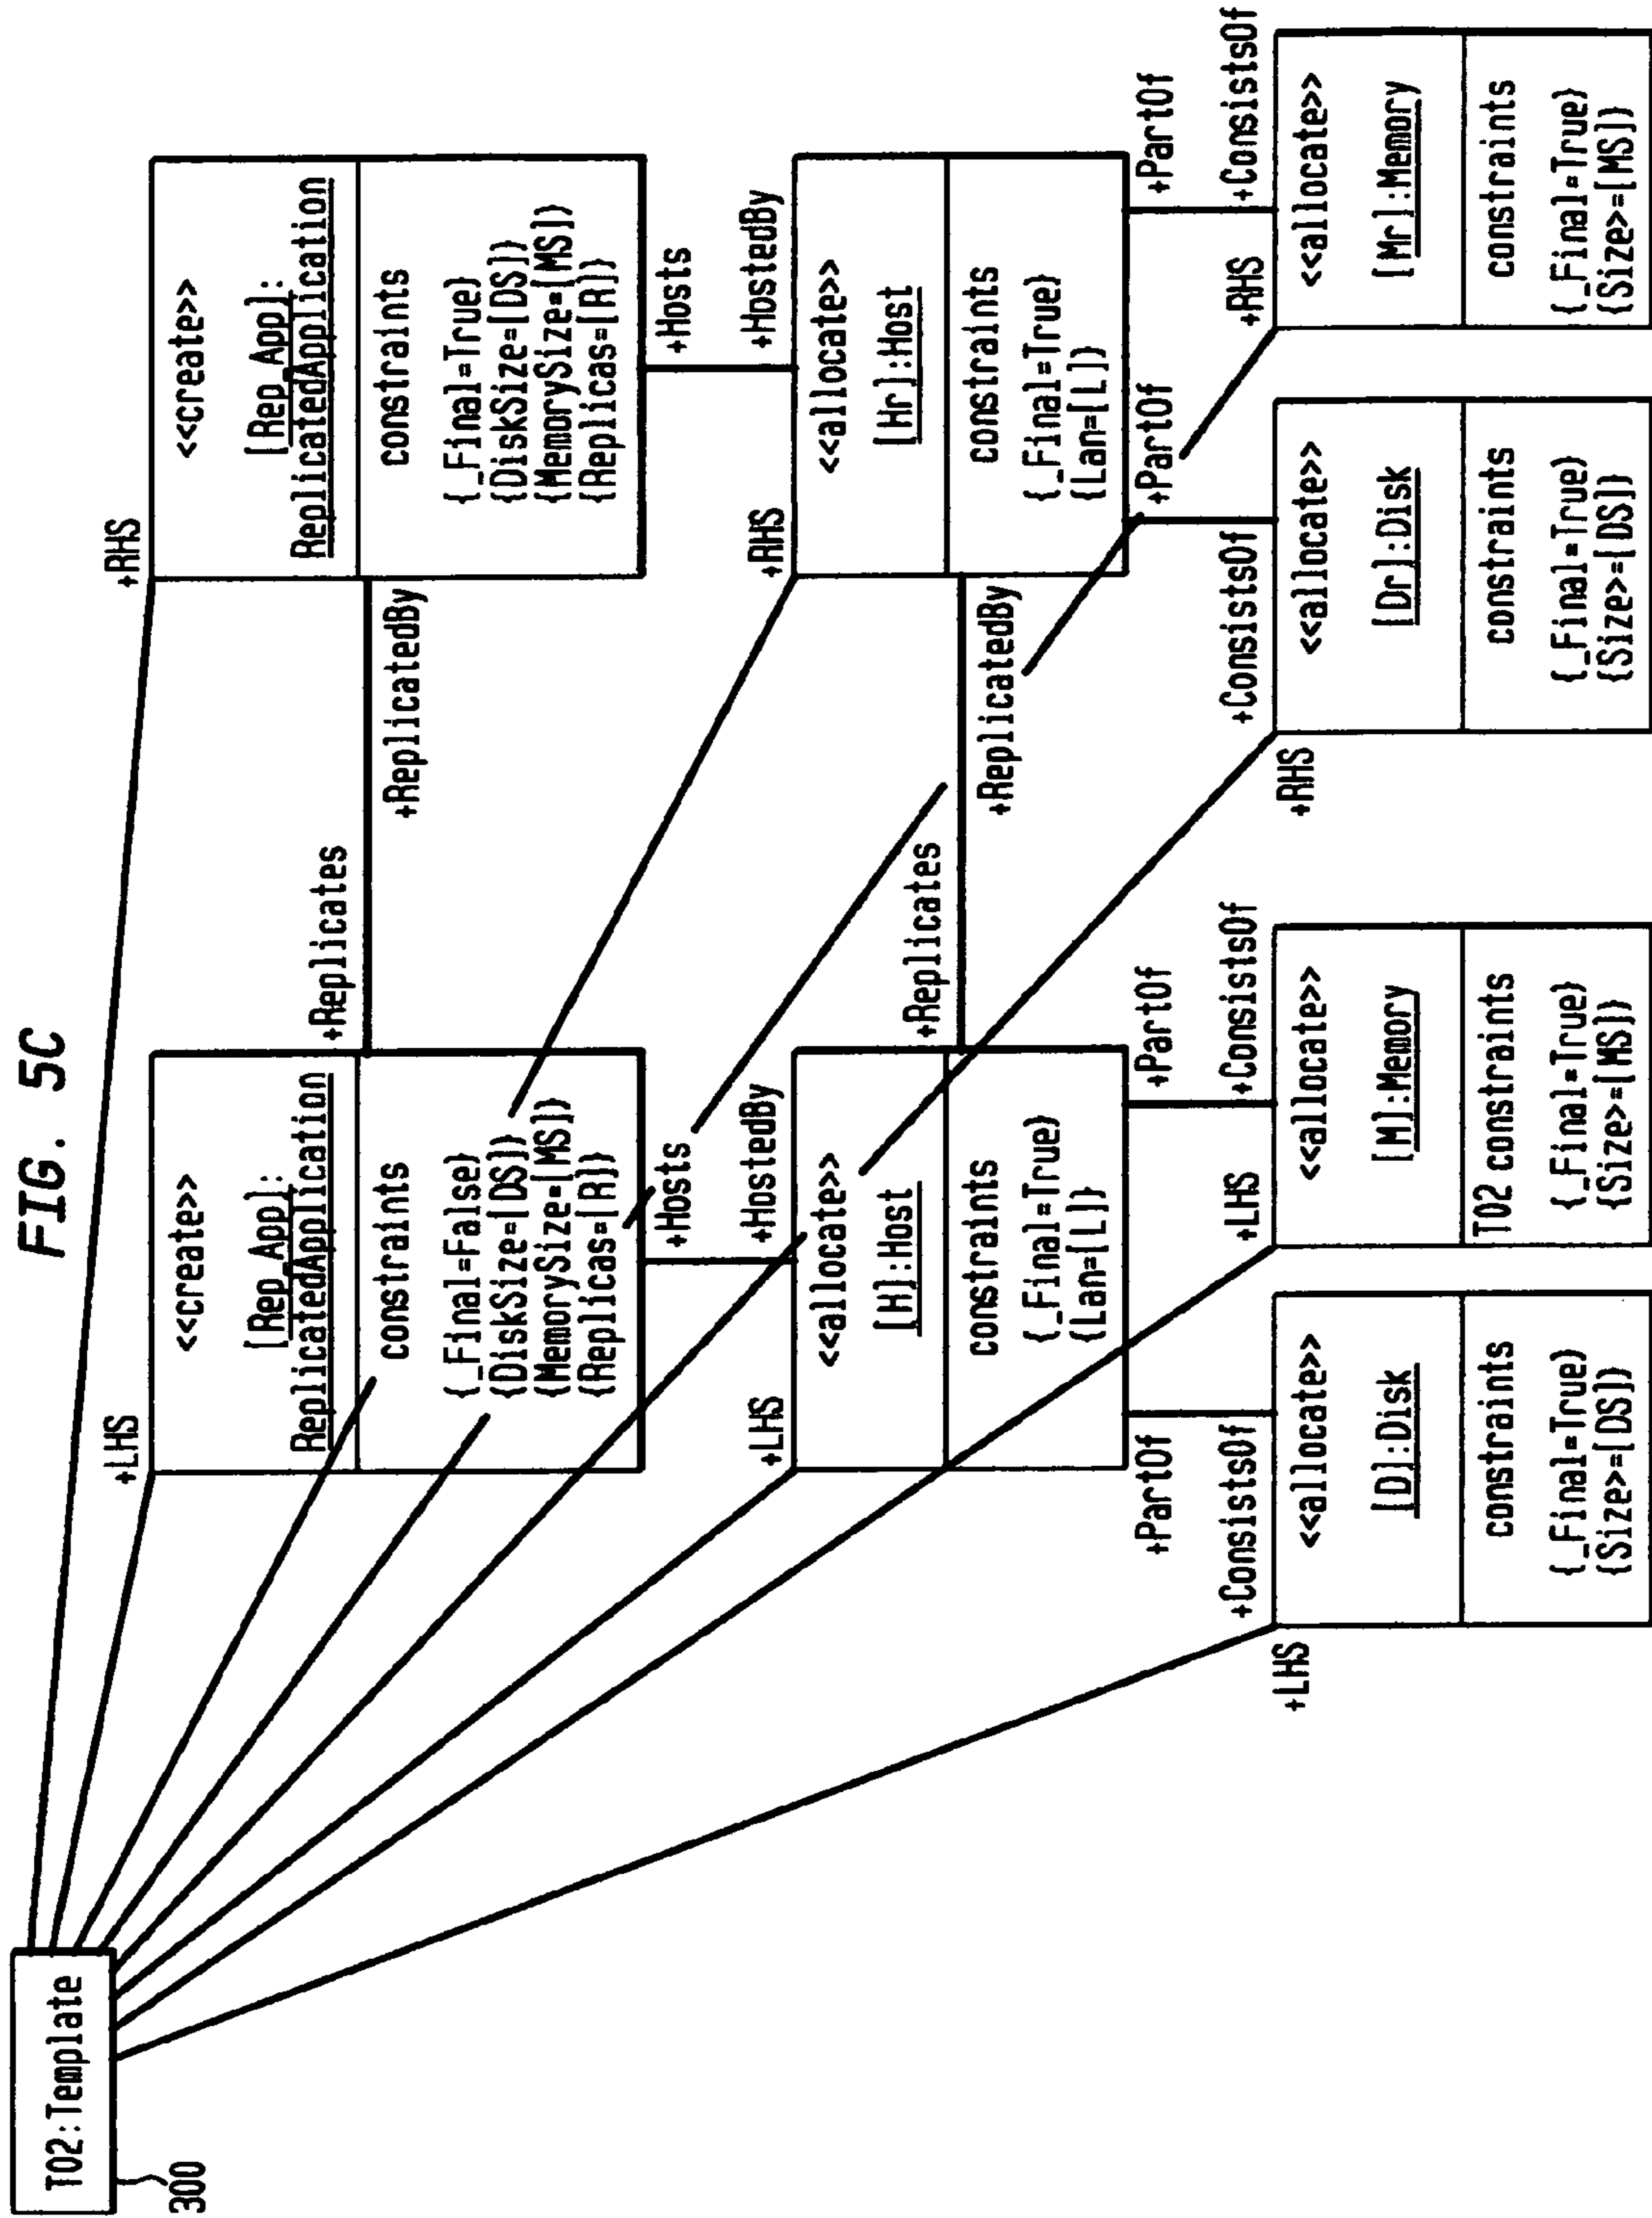 FIG. 5C
TO2:Template
300
+LHS
<<create>>
[Rep_App]:
ReplicatedApplication
constraints
{_Final=False}
{DiskSize=[DS]}
{MemorySize=[MS]}
{Replicas=[R]}
+Replicates
+ReplicatedBy
+RHS
<<create>>
[Rep_App]:
ReplicatedApplication
constraints
{_Final=True}
{DiskSize=[DS]}
{MemorySize=[MS]}
{Replicas=[R]}
+Hosts
+HostedBy
+LHS
<<allocate>>
[H]:Host
constraints
{_Final=True}
{Lan=[L]}
+Replicates
+ReplicatedBy
+Hosts
+HostedBy
+RHS
<<allocate>>
[Hr]:Host
constraints
{_Final=True}
{Lan=[L]}
+PartOf
+ConsistsOf
+LHS
<<allocate>>
[D]:Disk
constraints
{_Final=True}
{Size>=[DS]}
+PartOf
+ConsistsOf
+LHS
<<allocate>>
[M]:Memory
TO2 constraints
{_Final=True}
{Size>=[MS]}
+PartOf
+ConsistsOf
+RHS
<<allocate>>
[Dr]:Disk
constraints
{_Final=True}
{Size>=[DS]}
+PartOf
+ConsistsOf
+RHS
<<allocate>>
[Mr]:Memory
constraints
{_Final=True}
{Size>=[MS]}